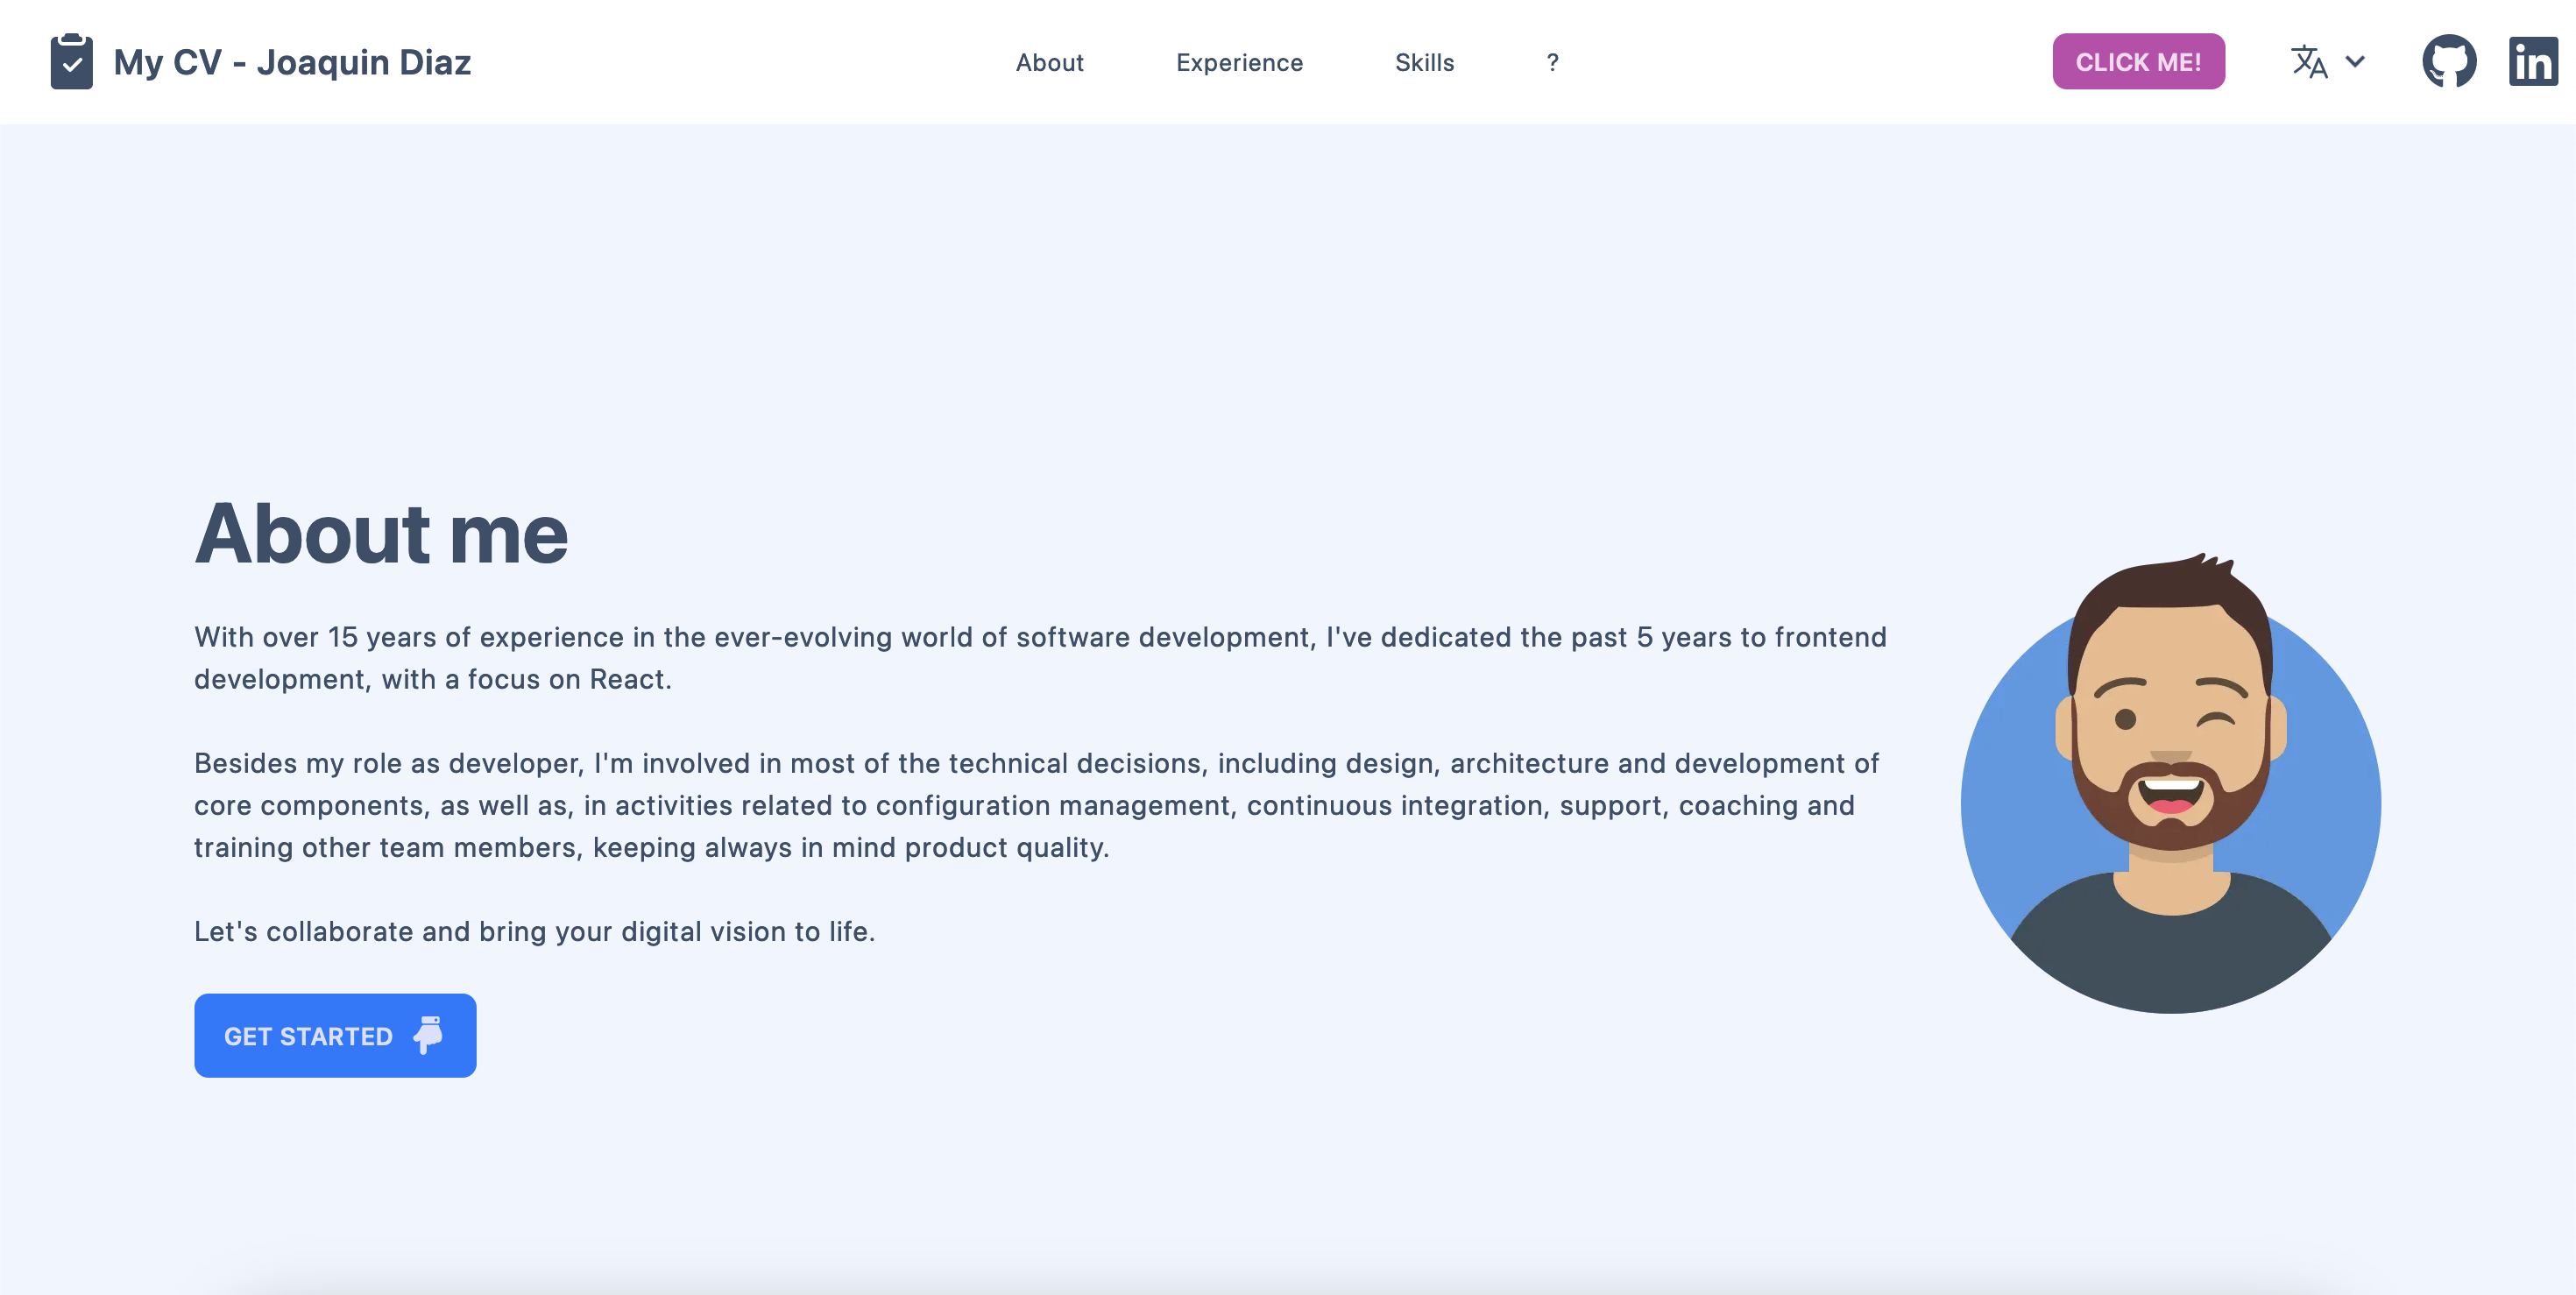 My CV - Joaquin Diaz
About
Experience
Skills
?
CLICK ME!
in
About me
With over 15 years of experience in the ever-evolving world of software development, I've dedicated the past 5 years to frontend
development, with a focus on React.
Besides my role as developer, I'm involved in most of the technical decisions, including design, architecture and development of
core components, as well as, in activities related to configuration management, continuous integration, support, coaching and
training other team members, keeping always in mind product quality.
Let's collaborate and bring your digital vision to life.
GET STARTED